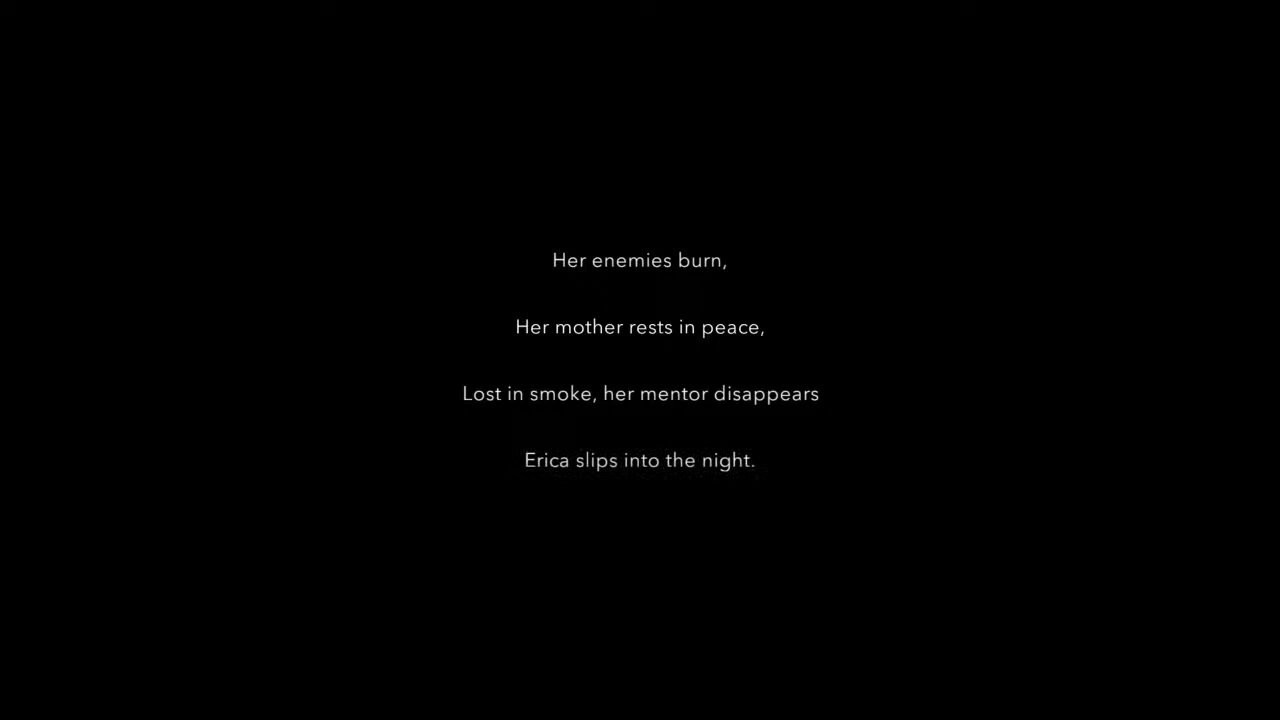 Her enemies burn,
Her mother rests in peace,
Lost in smoke, her mentor disappears
Erica slips into the night.